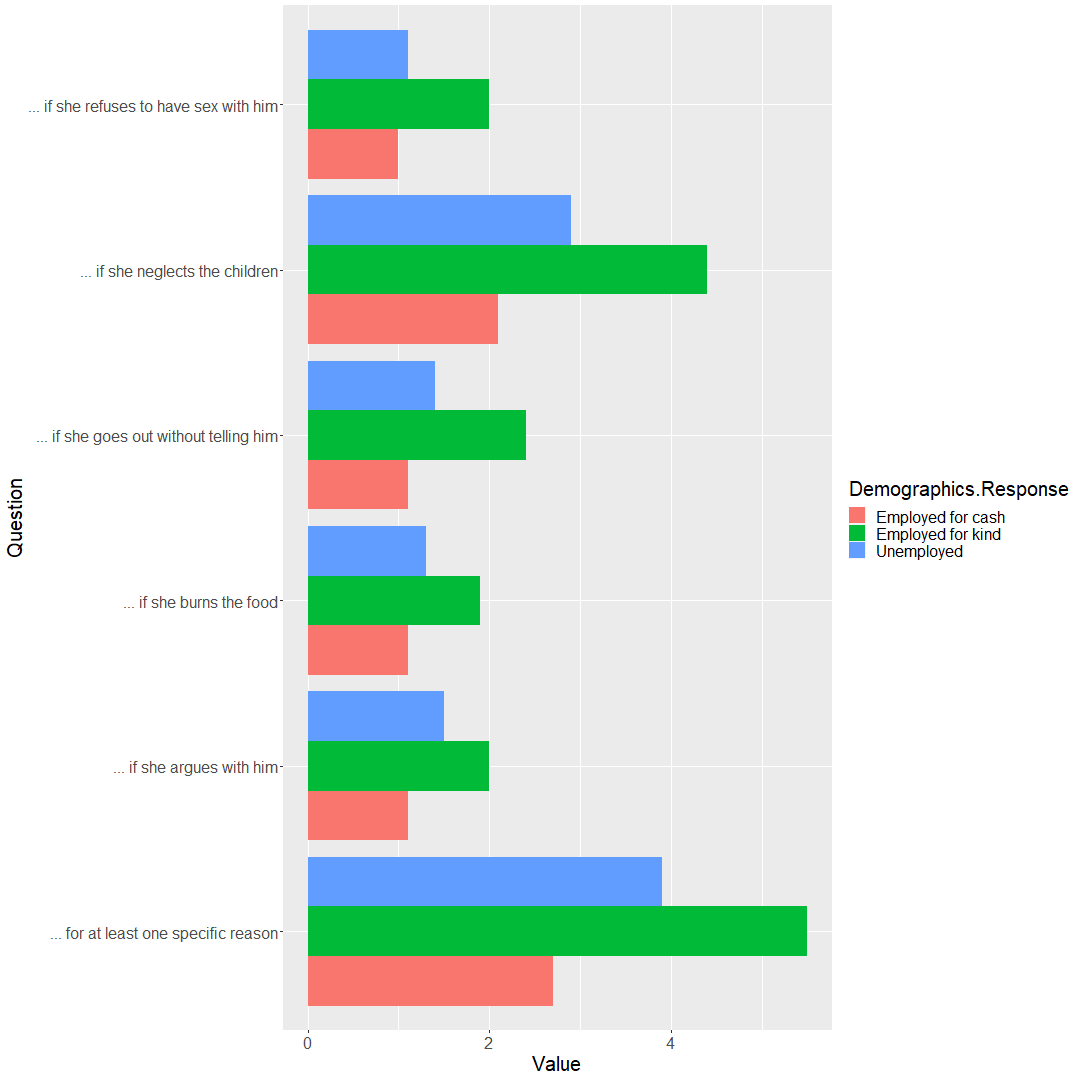 ... if she refuses to have sex with him
... if she neglects the children
... if she goes out without telling him
... if she burns the food
... if she argues with him
... for at least one specific reason
Question
0 2 4
Value
Demographics.Response
Employed for cash
Employed for kind
Unemployed